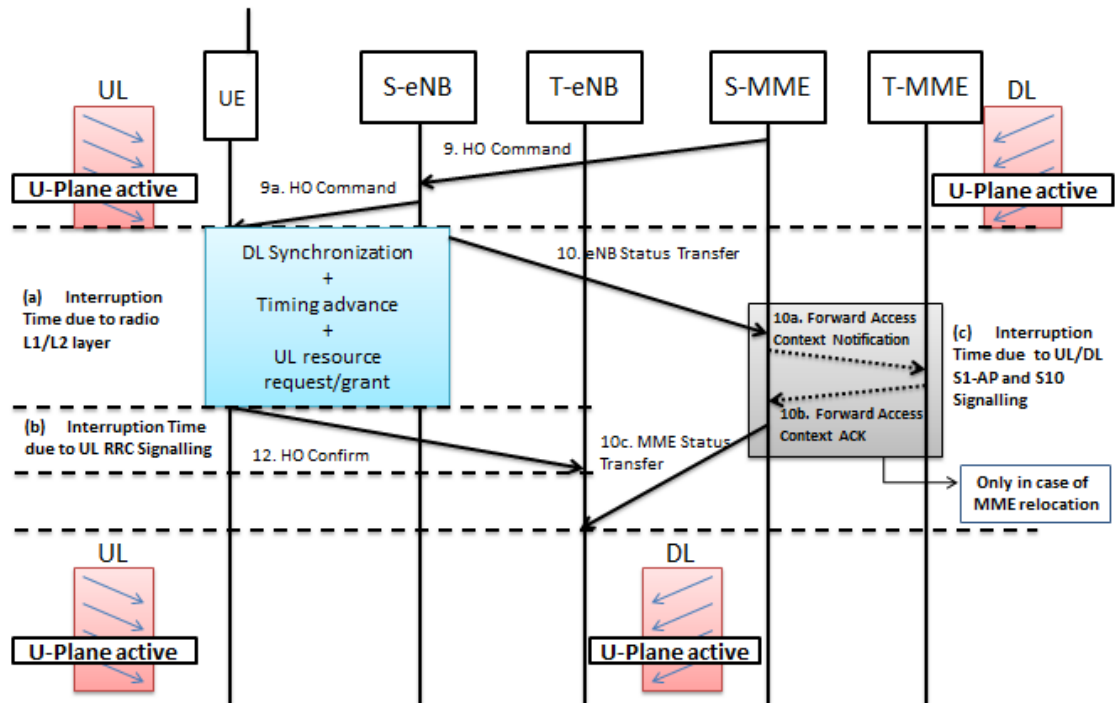 UL
UE
S-eNB
T-eNB
S-MME
T-MME
DL
9. HO Command
9a. HO Command
U-Plane active
U-Plane active
DL Synchronization
+
Timing advance
+
UL resource
request/grant
10. eNB Status Transfer
(a) Interruption
Time due to radio
L1/L2 layer
10a. Forward Access
Context Notification
(c) Interruption
Time due to UL/DL
S1-AP and S10
Signalling
10b. Forward Access
Context ACK
(b) Interruption Time
due to UL RRC Signalling
12. HO Confirm
10c. MME Status
Transfer
Only in case of
MME relocation
UL
DL
U-Plane active
U-Plane active